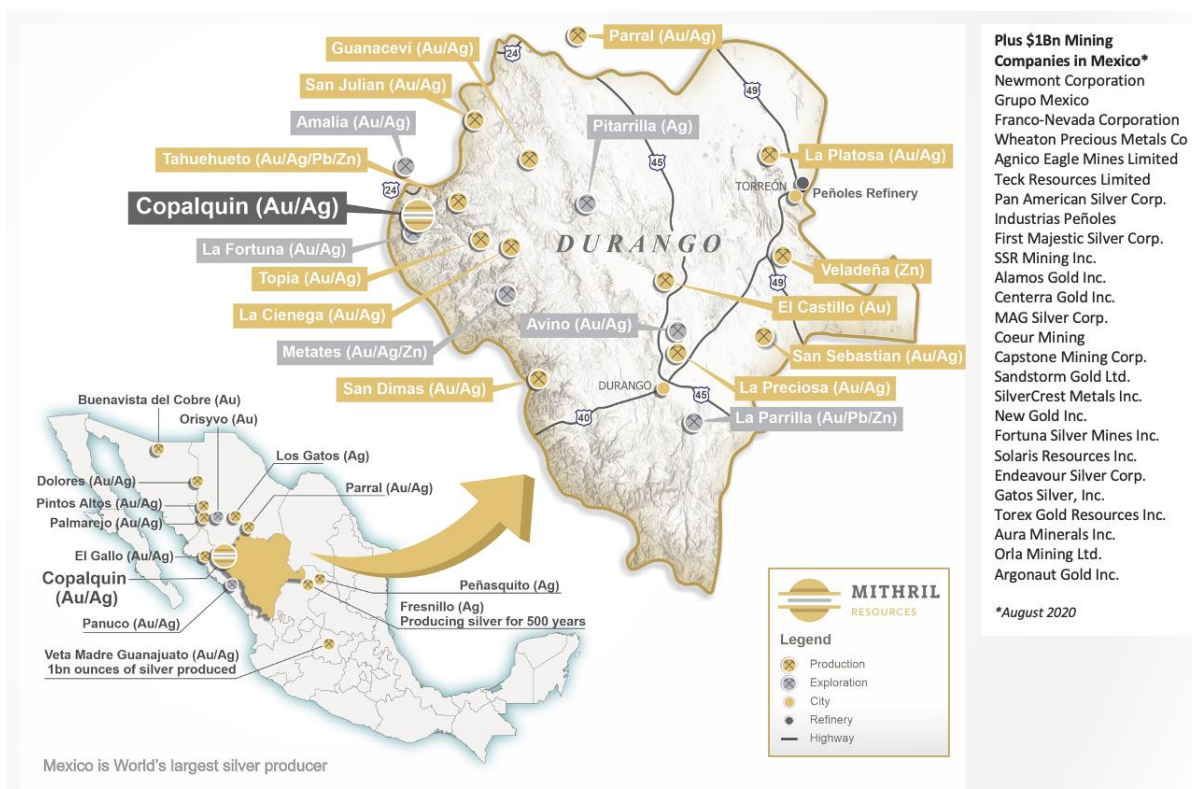 24
Parral (Au/Ag)
Guanacevi (Au/Ag)
San Julian (Au/Ag)
49
Amalia (Au/Ag)
Pitarrilla (Ag)
Tahuehueto (Au/Ag/Pb/Zn)
45
La Platosa (Au/Ag)
24
TORREÓN
Peñoles Refinery
Copalquin (Au/Ag)
La Fortuna (Au/Ag)
DURANGO
Topia (Au/Ag)
Veladeña (Zn)
49
La Cienega (Au/Ag)
El Castillo (Au)
Avino (Au/Ag)
Metates (Au/Ag/Zn)
San Sebastian (Au/Ag)
San Dimas (Au/Ag)
DURANGO
La Preciosa (Au/Ag)
45
40
La Parrilla (Au/Pb/Zn)
Buenavista del Cobre (Au)
Orisyvo (Au)
Los Gatos (Ag)
Dolores (Au/Ag)
Parral (Au/Ag)
Pintos Altos (Au/Ag)
Palmarejo (Au/Ag)
El Gallo (Au/Ag)
Copalquin
(Au/Ag)
Peñasquito (Ag)
Panuco (Au/Ag)
Fresnillo (Ag)
Producing silver for 500 years
Veta Madre Guanajuato (Au/Ag)
1bn ounces of silver produced
Mexico is World's largest silver producer
MITHRIL
RESOURCES
Legend
Production
Exploration
City
Refinery
Highway
Plus $1Bn Mining
Companies in Mexico*
Newmont Corporation
Grupo Mexico
Franco-Nevada Corporation
Wheaton Precious Metals Co
Agnico Eagle Mines Limited
Teck Resources Limited
Pan American Silver Corp.
Industrias Peñoles
First Majestic Silver Corp.
SSR Mining Inc.
Alamos Gold Inc.
Centerra Gold Inc.
MAG Silver Corp.
Coeur Mining
Capstone Mining Corp.
Sandstorm Gold Ltd.
SilverCrest Metals Inc.
New Gold Inc.
Fortuna Silver Mines Inc.
Solaris Resources Inc.
Endeavour Silver Corp.
Gatos Silver, Inc.
Torex Gold Resources Inc.
Aura Minerals Inc.
Orla Mining Ltd.
Argonaut Gold Inc.
*August 2020